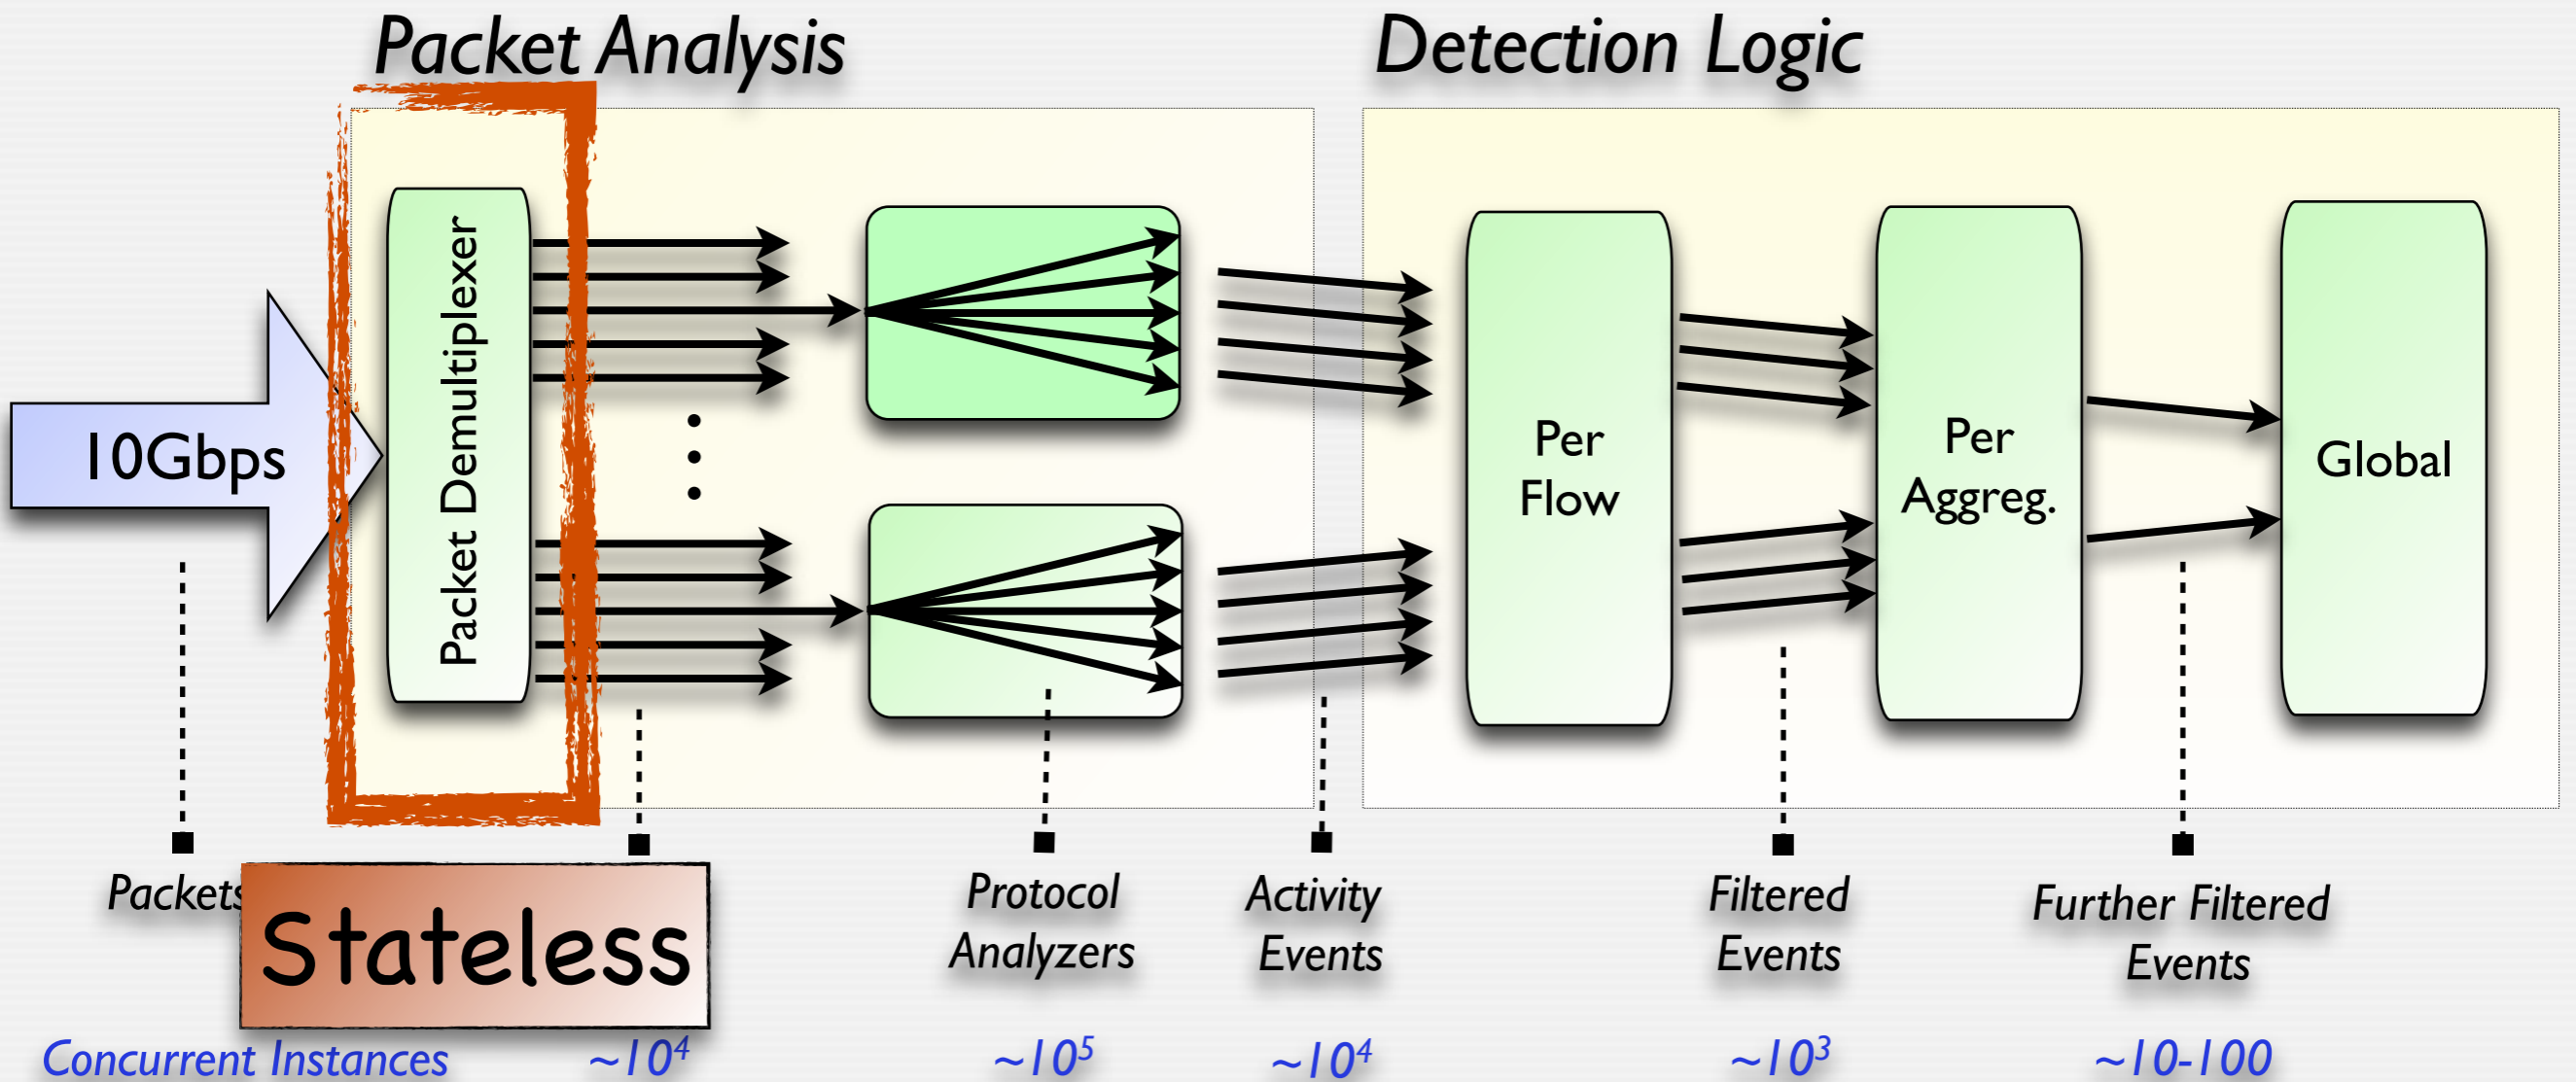 Packet Analysis
Detection Logic
10Gbps
Packet Demultiplexer
Per
Flow
Per
Aggreg.
Global
Packets
Stateless
Protocol
Analyzers
Activity
Events
Filtered
Events
Further Filtered
Events
Concurrent Instances
~10⁴
~10⁵
~10⁴
~10³
~10-100